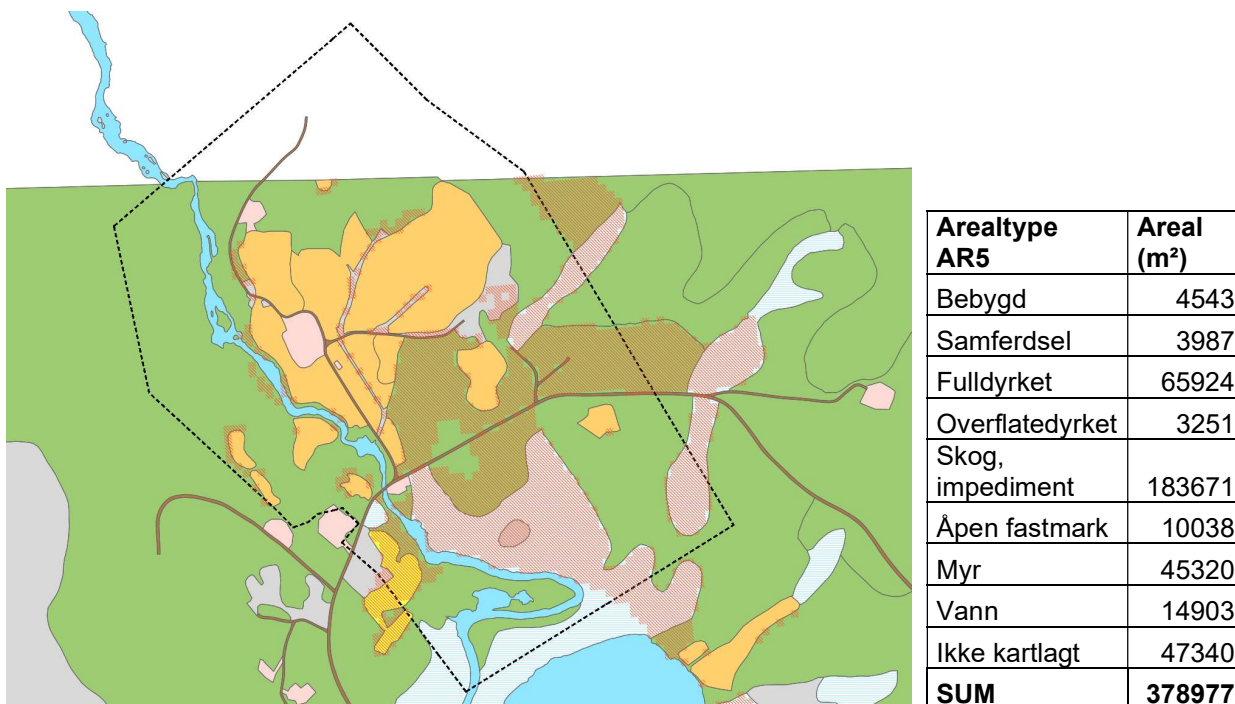 Arealtype Areal
AR5 (m²)
Bebygd 4543
Samferdsel 3987
Fulldyrket 65924
Overflatedyrket 3251
Skog,
impediment 183671
Åpen fastmark 10038
Myr 45320
Vann 14903
Ikke kartlagt 47340
SUM 378977